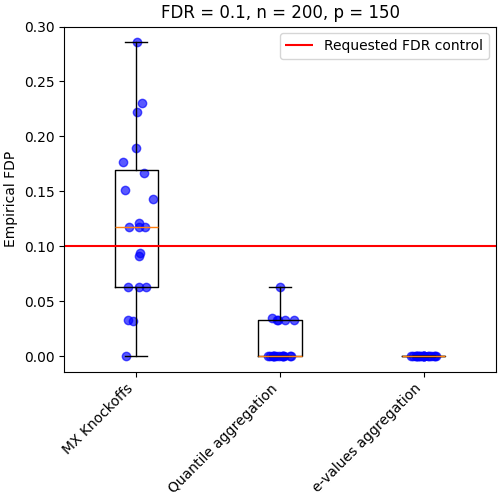 FDR = 0.1, n = 200, p = 150
Requested FDR control
Empirical FDP
0.30
0.25
0.20
0.15
0.10
0.05
0.00
MX Knockoffs
Quantile aggregation
e-values aggregation